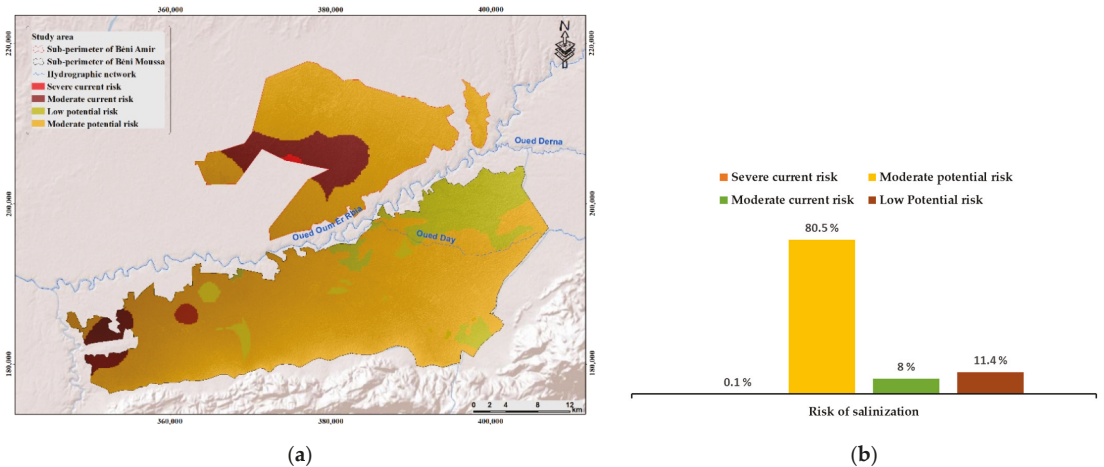 360,000
380,000
400,000
220,000
220,000
Study area
Sub-perimeter of Béni Amir
Sub-perimeter of Béni Moussa
Hydrographic network
Severe current risk
Moderate current risk
Low potential risk
Moderate potential risk
N
Oued Derna
200,000
200,000
Oued Oum Er Rbia
Oued Day
180,000
180,000
0 2 4 8 12
km
360,000
380,000
400,000
(a)
Severe current risk
Moderate potential risk
Moderate current risk
Low Potential risk
80.5 %
0.1 %
8 %
11.4 %
Risk of salinization
(b)